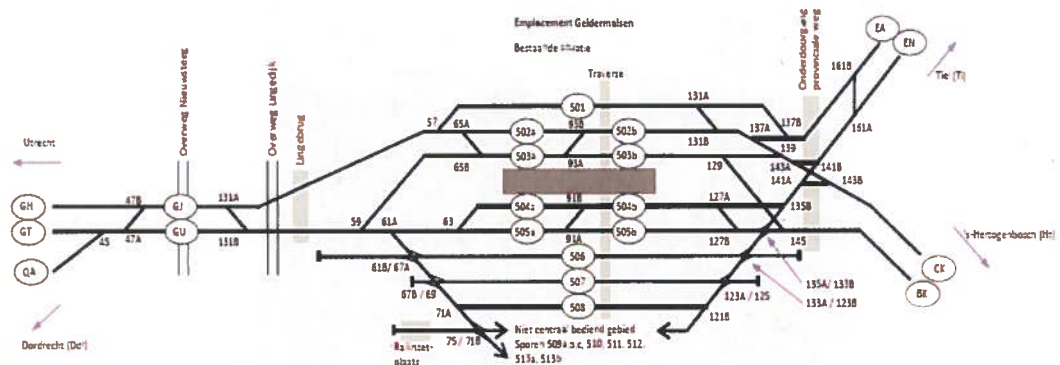 Emplacement Geldermalsen
Bestaande situatie
Traverse
Onderdoorgang
provinciale weg
Overweg Nieuwsteeg
Overweg Lingedijk
Lingebrug
Utrecht
Tiel (Tl)
's-Hertogenbosch (Ht)
Dordrecht (Ddr)
EA
EN
161B
161A
501
131A
57
65A
502a
93B
502b
137A
137B
139
131B
65B
503a
93A
503b
129
143A
141A
141B
143B
GH
47B
GJ
131A
504a
91B
504b
127A
135B
GT
45
47A
GU
131B
59
61A
63
505a
91A
505b
127B
145
QA
61B/ 67A
506
135A/ 133B
133A/ 123B
CK
BK
67B / 69
507
123A / 125
71A
508
121B
75 / 71B
Niet centraal bediend gebied
Sporen 509a,b,c, 510, 511, 512,
513a, 513b
plaats